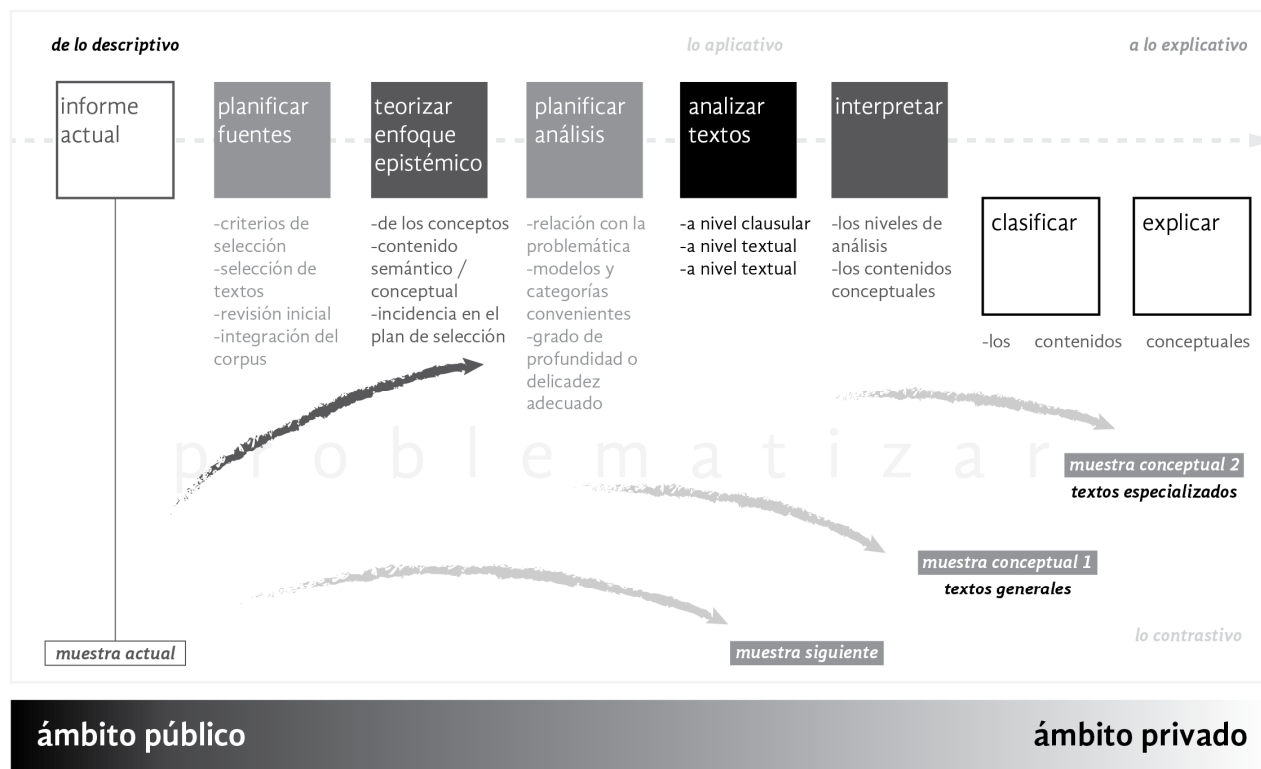 de lo descriptivo
lo aplicativo
a lo explicativo
informe
actual
planificar
fuentes
teorizar
enfoque
epistémico
planificar
análisis
analizar
textos
interpretar
clasificar
explicar
-criterios de
selección
-selección de
textos
-revisión inicial
-integración del
corpus
-de los conceptos
-contenido
semántico /
conceptual
-incidencia en el
plan de selección
-relación con la
problemática
-modelos y
categorías
convenientes
-grado de
profundidad o
delicadez
adecuado
-a nivel clausular
-a nivel textual
-a nivel textual
-los niveles de
análisis
-los contenidos
conceptuales
-los contenidos conceptuales
problematizar
muestra conceptual 2
textos especializados
muestra conceptual 1
textos generales
lo contrastivo
muestra actual
muestra siguiente
ámbito público
ámbito privado